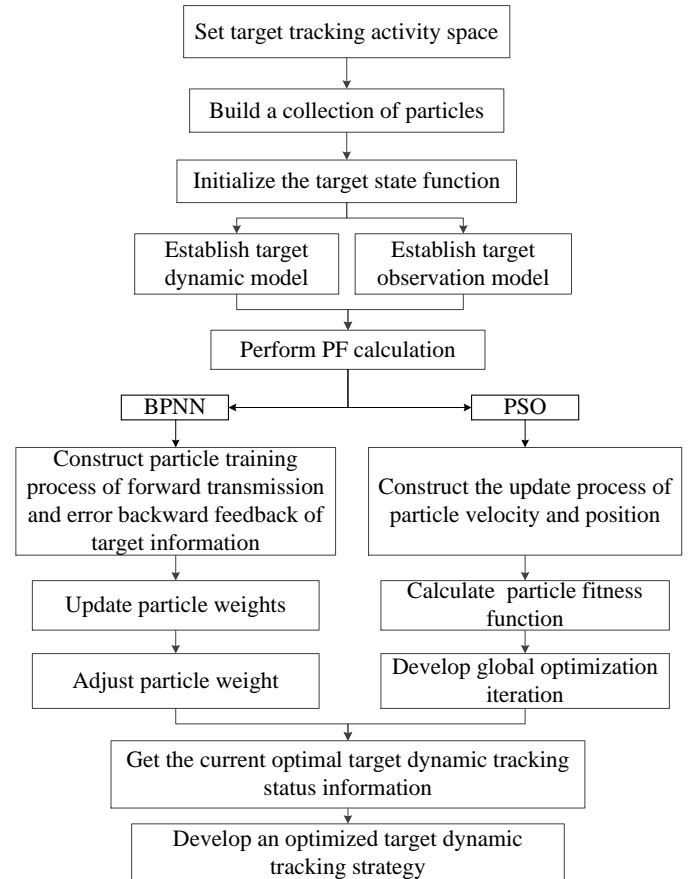 Set target tracking activity space
Build a collection of particles
Initialize the target state function
Establish target
dynamic model
Establish target
observation model
Perform PF calculation
BPNN
PSO
Construct particle training
process of forward transmission
and error backward feedback of
target information
Construct the update process of
particle velocity and position
Update particle weights
Calculate particle fitness
function
Adjust particle weight
Develop global optimization
iteration
Get the current optimal target dynamic tracking
status information
Develop an optimized target dynamic
tracking strategy